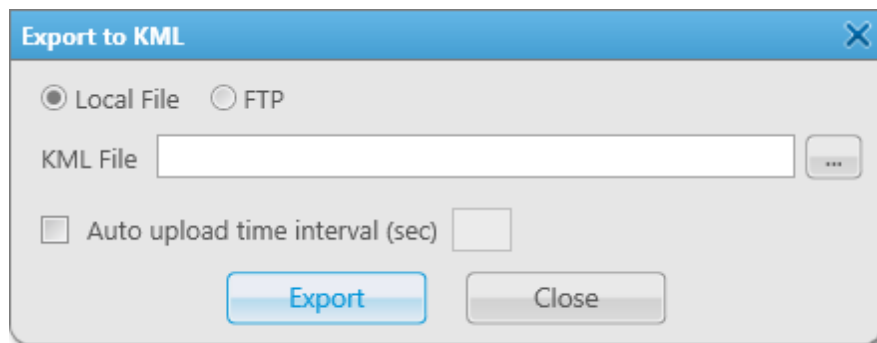 Export to KML
Local File FTP
KML File ...
Auto upload time interval (sec)
Export Close